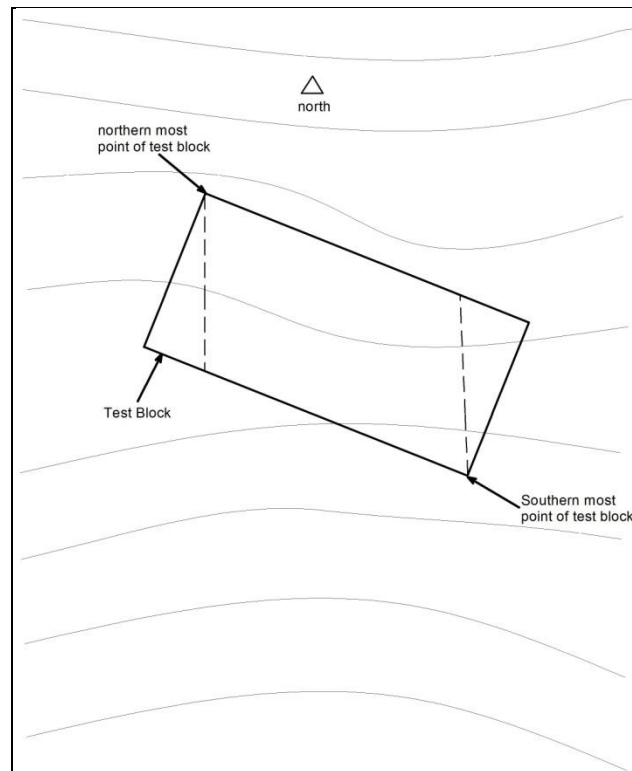 north
northern most
point of test block
Test Block
Southern most
point of test block